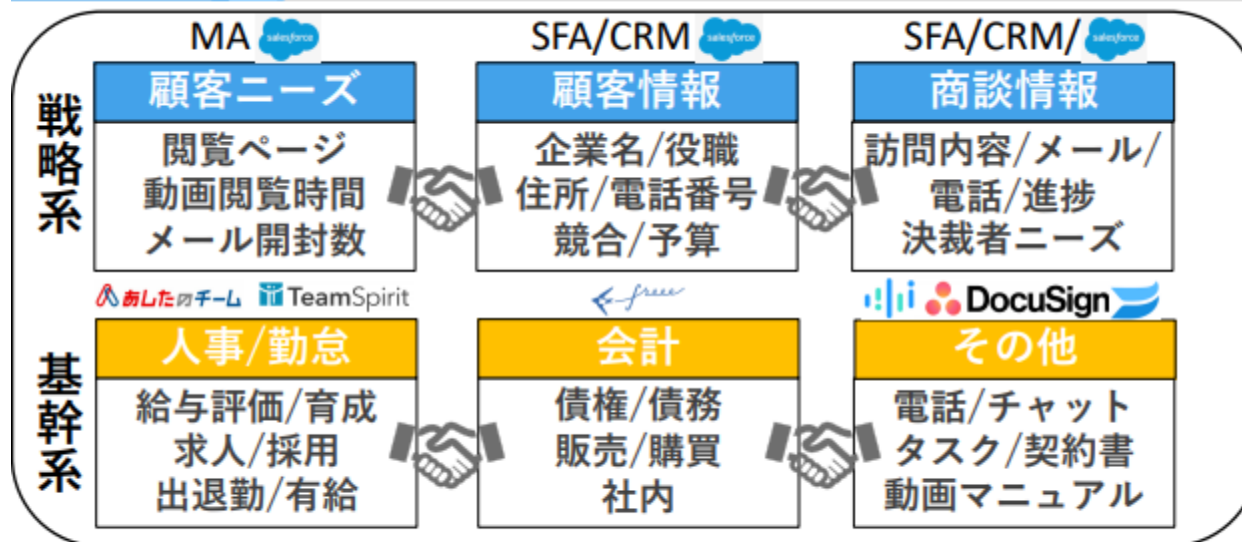 MA salesforce
SFA/CRM salesforce
SFA/CRM/ salesforce
戦略系
顧客ニーズ
閲覧ページ
動画閲覧時間
メール開封数
顧客情報
企業名/役職
住所/電話番号
競合/予算
商談情報
訪問内容/メール/
電話/進捗
決裁者ニーズ
あしたのチーム TeamSpirit
freee
DocuSign
基幹系
人事/勤怠
給与評価/育成
求人/採用
出退勤/有給
会計
債権/債務
販売/購買
社内
その他
電話/チャット
タスク/契約書
動画マニュアル